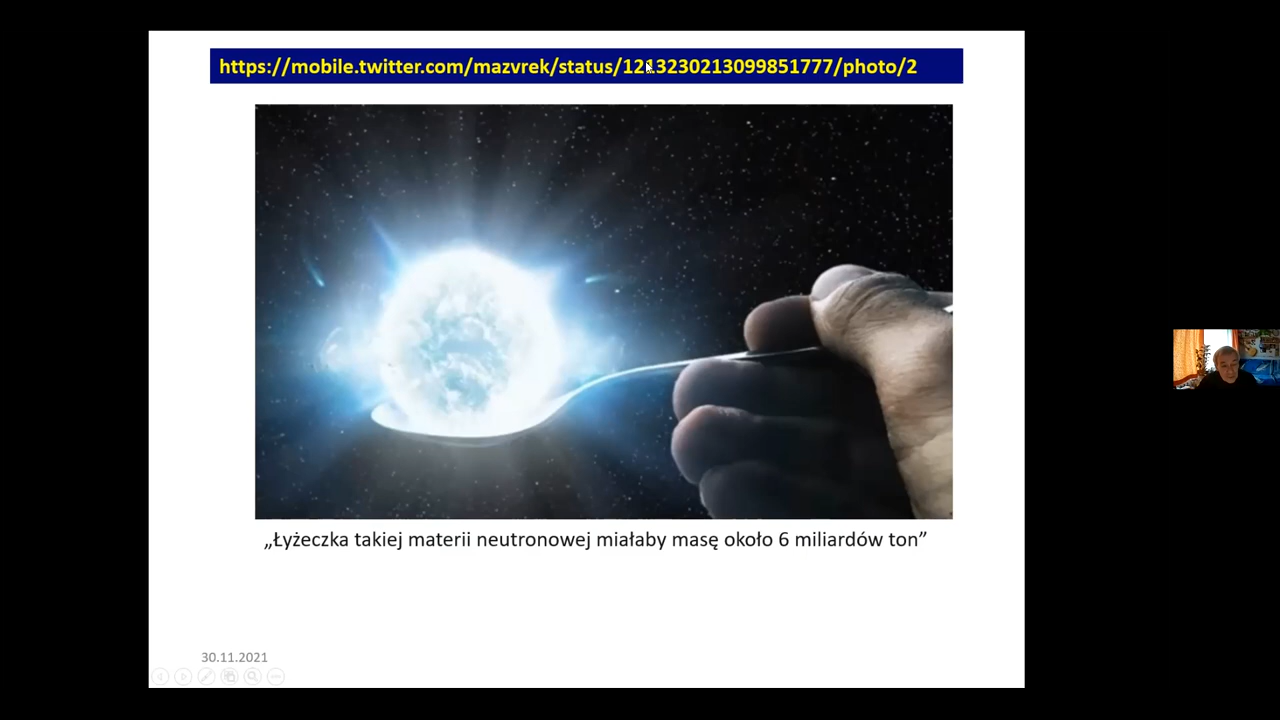 https://mobile.twitter.com/mazvrek/status/1213230213099851777/photo/2
„Łyżeczka takiej materii neutronowej miałaby masę około 6 miliardów ton”
30.11.2021